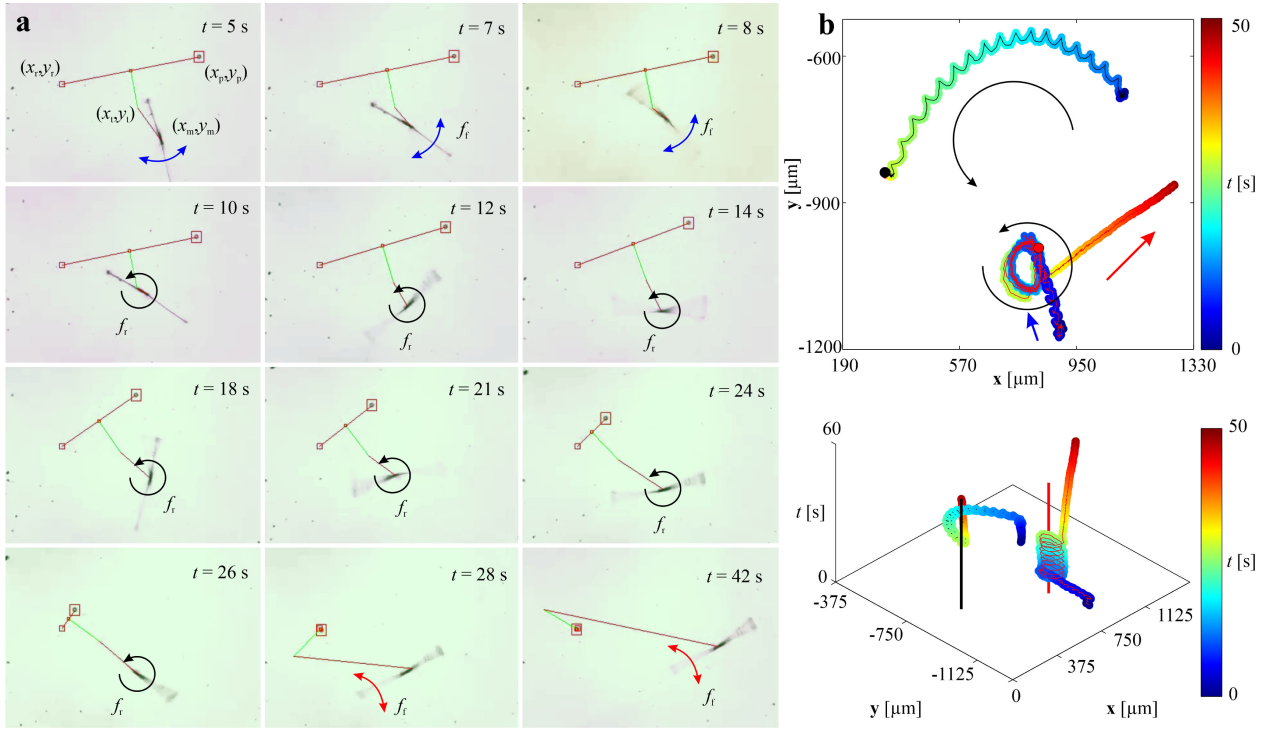 a
t = 5 s
(xr,yr)
(xp,yp)
(xt,yt)
(xm,ym)
t = 7 s
ff
t = 8 s
ff
t = 10 s
fr
t = 12 s
fr
t = 14 s
fr
t = 18 s
fr
t = 21 s
fr
t = 24 s
fr
t = 26 s
fr
t = 28 s
ff
t = 42 s
ff
b
-600
-900
-1200
y [µm]
190
570
950
1330
x [µm]
50
t [s]
0
60
t [s]
0
-375
-750
-1125
y [µm]
0
375
750
1125
x [µm]
50
t [s]
0